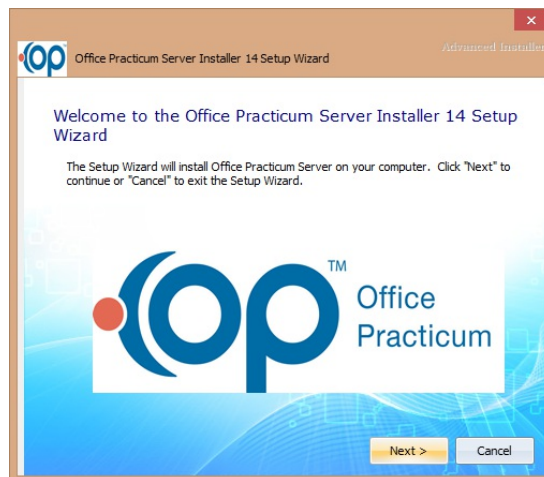 Advanced Installer
op Office Practicum Server Installer 14 Setup Wizard
Welcome to the Office Practicum Server Installer 14 Setup
Wizard
The Setup Wizard will install Office Practicum Server on your computer. Click "Next" to
continue or "Cancel" to exit the Setup Wizard.
op™
Office
Practicum
Next >
Cancel